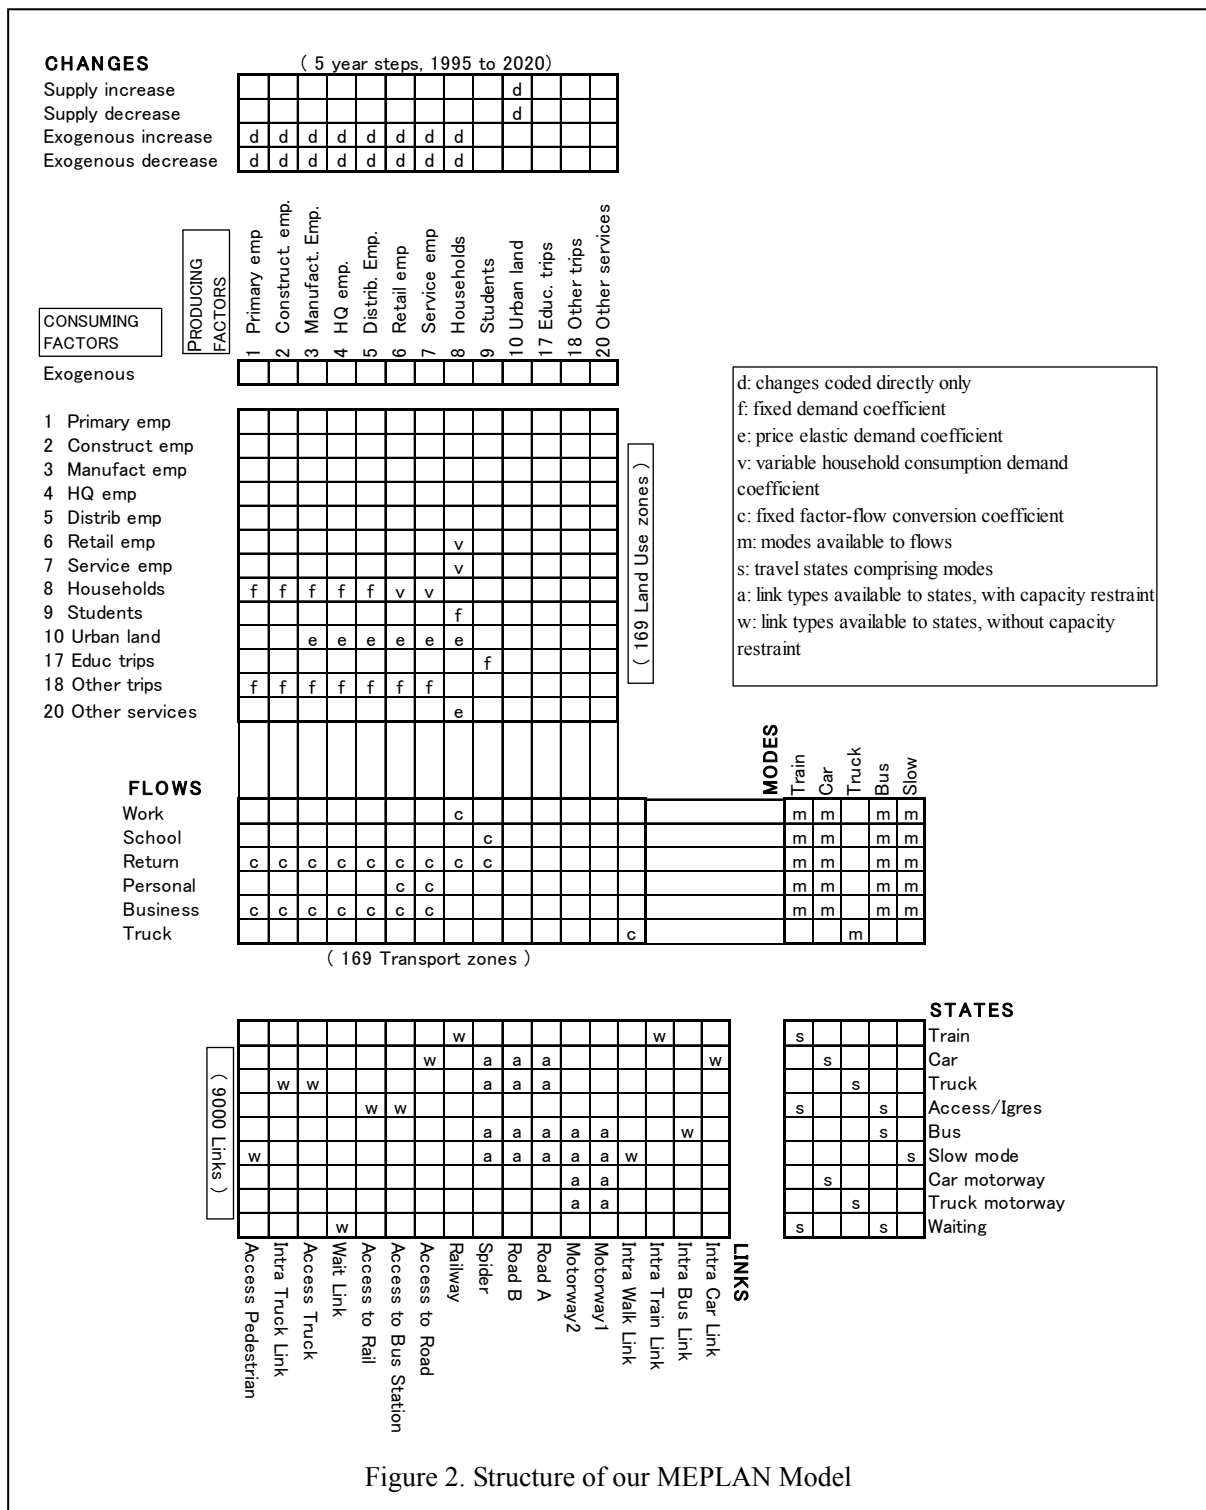 CHANGES
( 5 year steps, 1995 to 2020)
Supply increase d
Supply decrease d
Exogenous increase d d d d d d d d
Exogenous decrease d d d d d d d d
PRODUCING
FACTORS
1 Primary emp
2 Construct. emp.
3 Manufact. Emp.
4 HQ emp.
5 Distrib. Emp.
6 Retail emp
7 Service emp
8 Households
9 Students
10 Urban land
17 Educ. trips
18 Other trips
20 Other services
CONSUMING
FACTORS
Exogenous
1 Primary emp
2 Construct emp
3 Manufact emp
4 HQ emp
5 Distrib emp
6 Retail emp v
7 Service emp v
8 Households f f f f f v v
9 Students f
10 Urban land e e e e e e
17 Educ trips f
18 Other trips f f f f f f f
20 Other services e
( 169 Land Use zones )
d: changes coded directly only
f: fixed demand coefficient
e: price elastic demand coefficient
v: variable household consumption demand
coefficient
c: fixed factor-flow conversion coefficient
m: modes available to flows
s: travel states comprising modes
a: link types available to states, with capacity restraint
w: link types available to states, without capacity
restraint
MODES
Train
Car
Truck
Bus
Slow
FLOWS
Work c m m m m
School c m m m m
Return c c c c c c c c c m m m m
Personal c c m m m m
Business c c c c c c c m m m m
Truck c m
( 169 Transport zones )
STATES
( 9000 Links )
w w s Train
w a a a w s Car
w w a a a s Truck
w w s s Access/Igres
a a a a a w s Bus
w a a a a a w s Slow mode
a a s Car motorway
a a s Truck motorway
w s s Waiting
Access Pedestrian
Intra Truck Link
Access Truck
Wait Link
Access to Rail
Access to Bus Station
Access to Road
Railway
Spider
Road B
Road A
Motorway2
Motorway1
Intra Walk Link
Intra Train Link
Intra Bus Link
Intra Car Link
LINKS
Figure 2. Structure of our MEPLAN Model